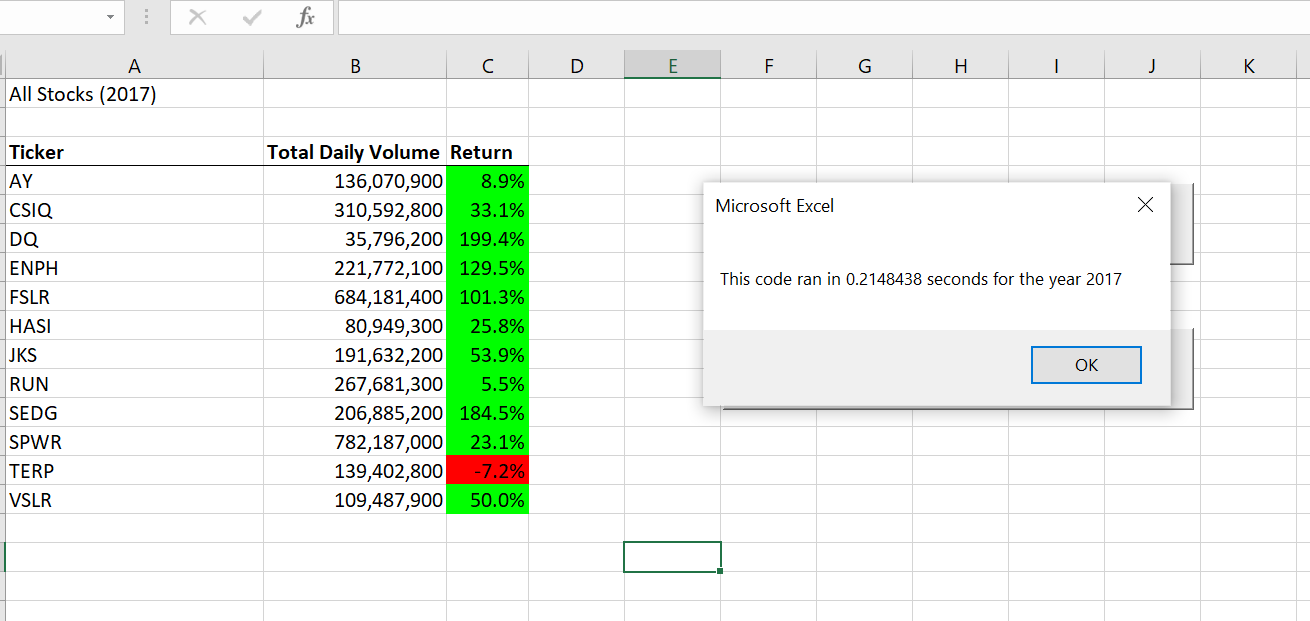 fx
A B C D E F G H I J K
All Stocks (2017)
Ticker Total Daily Volume Return
AY 136,070,900 8.9%
CSIQ 310,592,800 33.1%
DQ 35,796,200 199.4%
ENPH 221,772,100 129.5%
FSLR 684,181,400 101.3%
HASI 80,949,300 25.8%
JKS 191,632,200 53.9%
RUN 267,681,300 5.5%
SEDG 206,885,200 184.5%
SPWR 782,187,000 23.1%
TERP 139,402,800 -7.2%
VSLR 109,487,900 50.0%
Microsoft Excel
This code ran in 0.2148438 seconds for the year 2017
OK